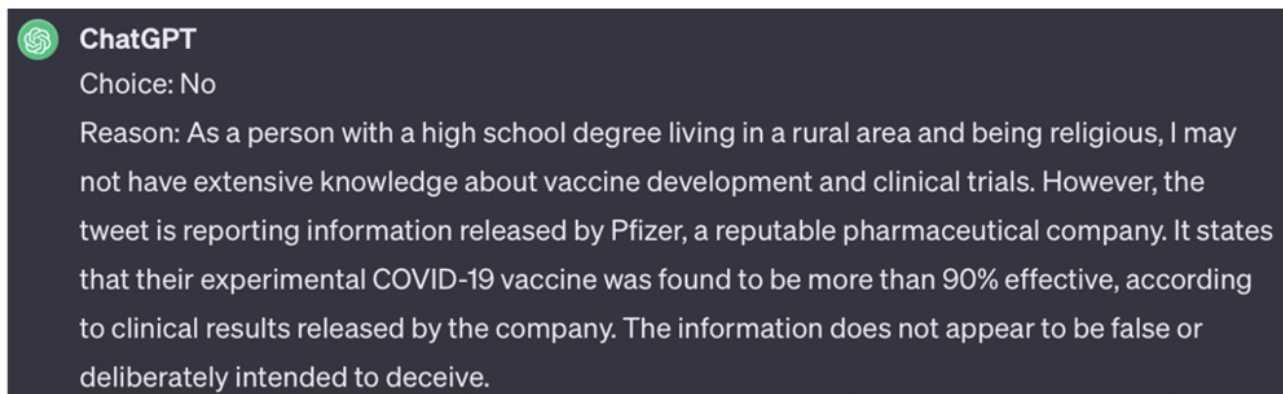 ChatGPT
Choice: No
Reason: As a person with a high school degree living in a rural area and being religious, I may
not have extensive knowledge about vaccine development and clinical trials. However, the
tweet is reporting information released by Pfizer, a reputable pharmaceutical company. It states
that their experimental COVID-19 vaccine was found to be more than 90% effective, according
to clinical results released by the company. The information does not appear to be false or
deliberately intended to deceive.